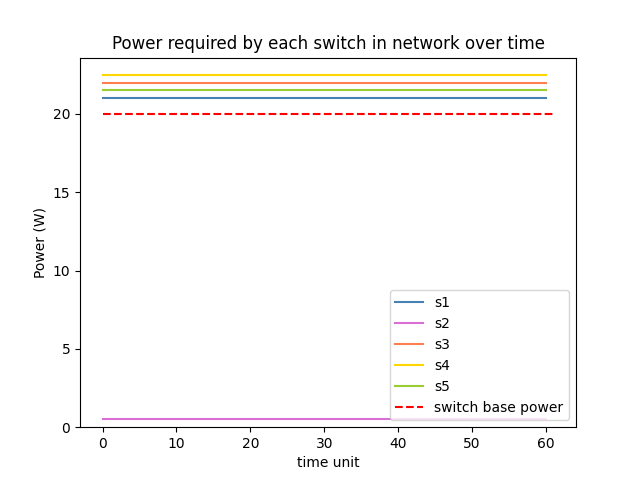 Power required by each switch in network over time
Power (W)
20
15
10
5
0
0 10 20 30 40 50 60
time unit
s1
s2
s3
s4
s5
switch base power